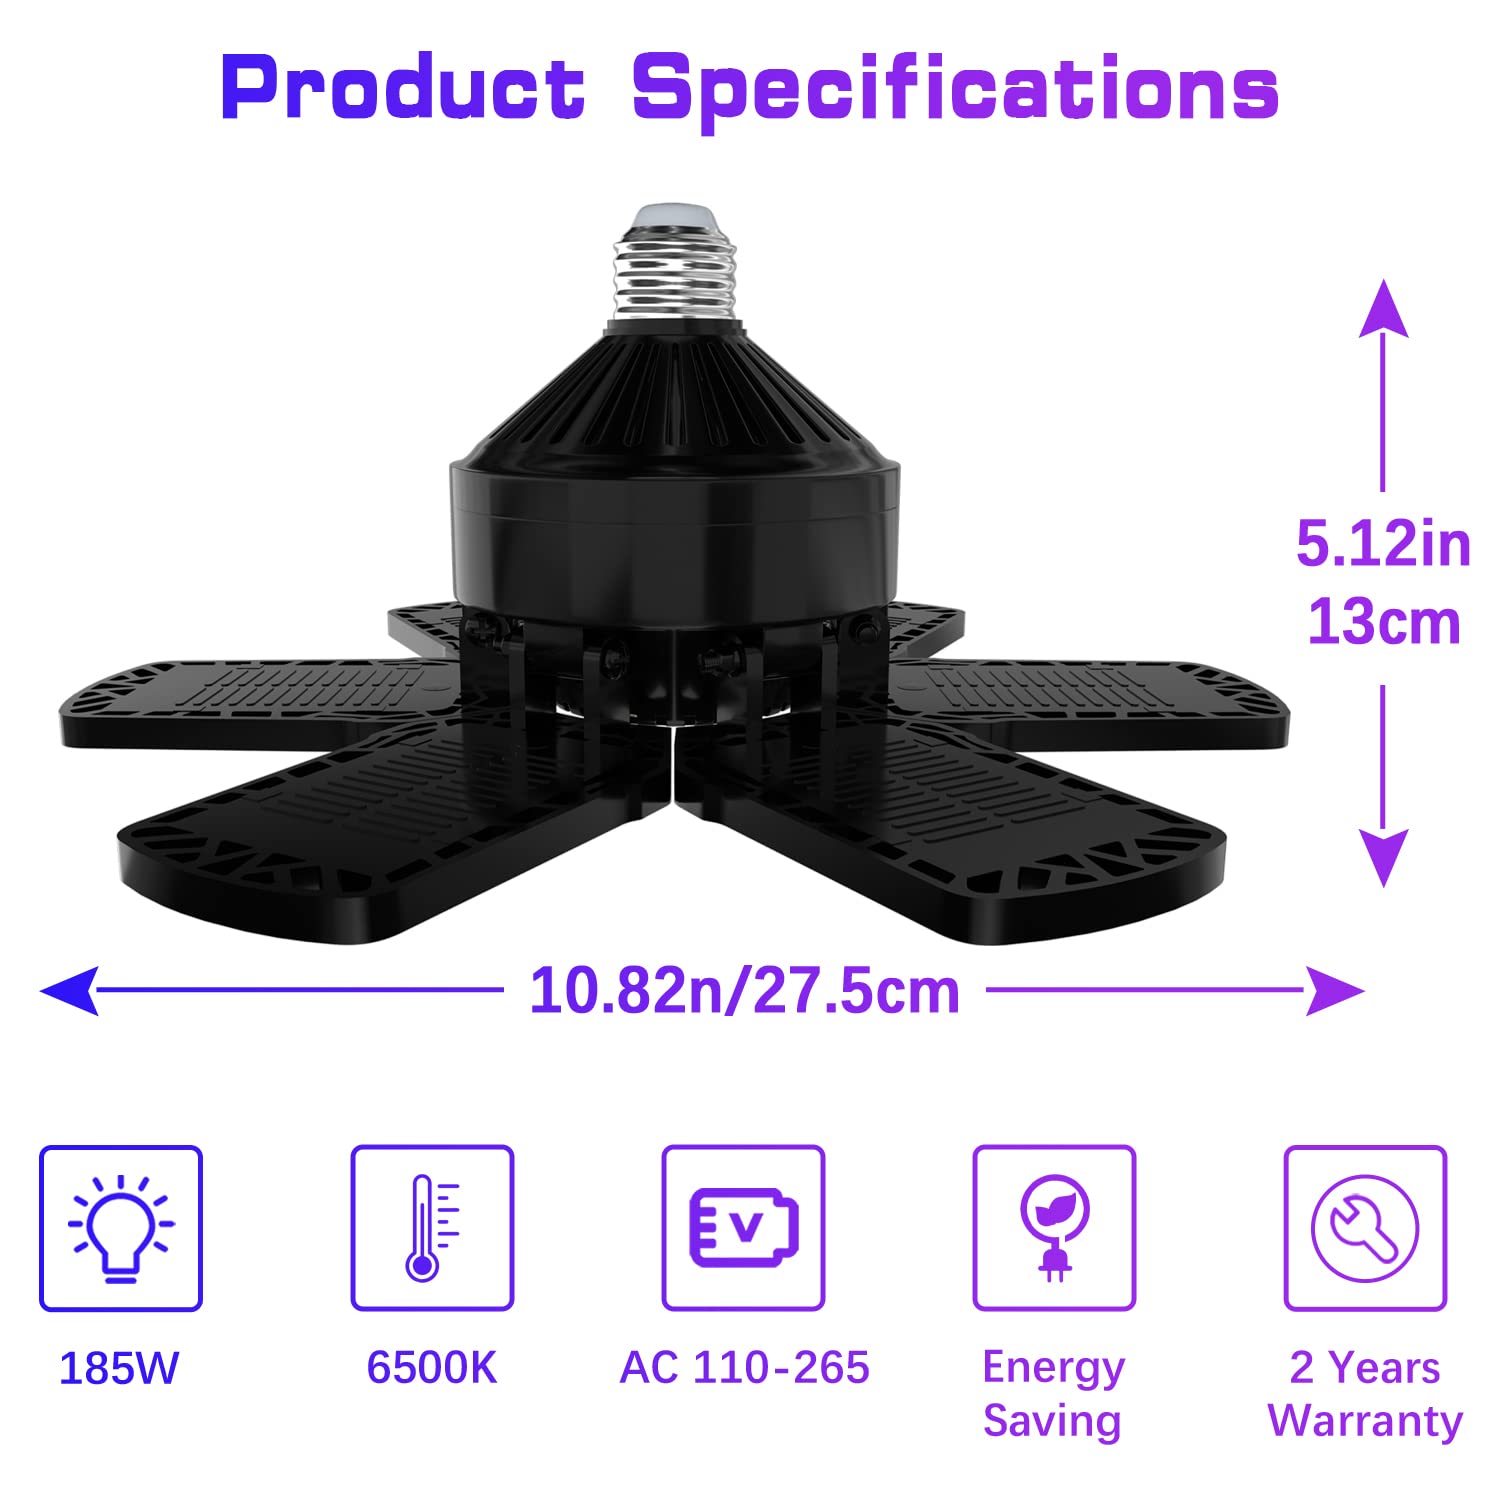 Product Specifications
5.12in
13cm
10.82n/27.5cm
V
185W
6500K
AC 110-265
Energy
Saving
2 Years
Warranty